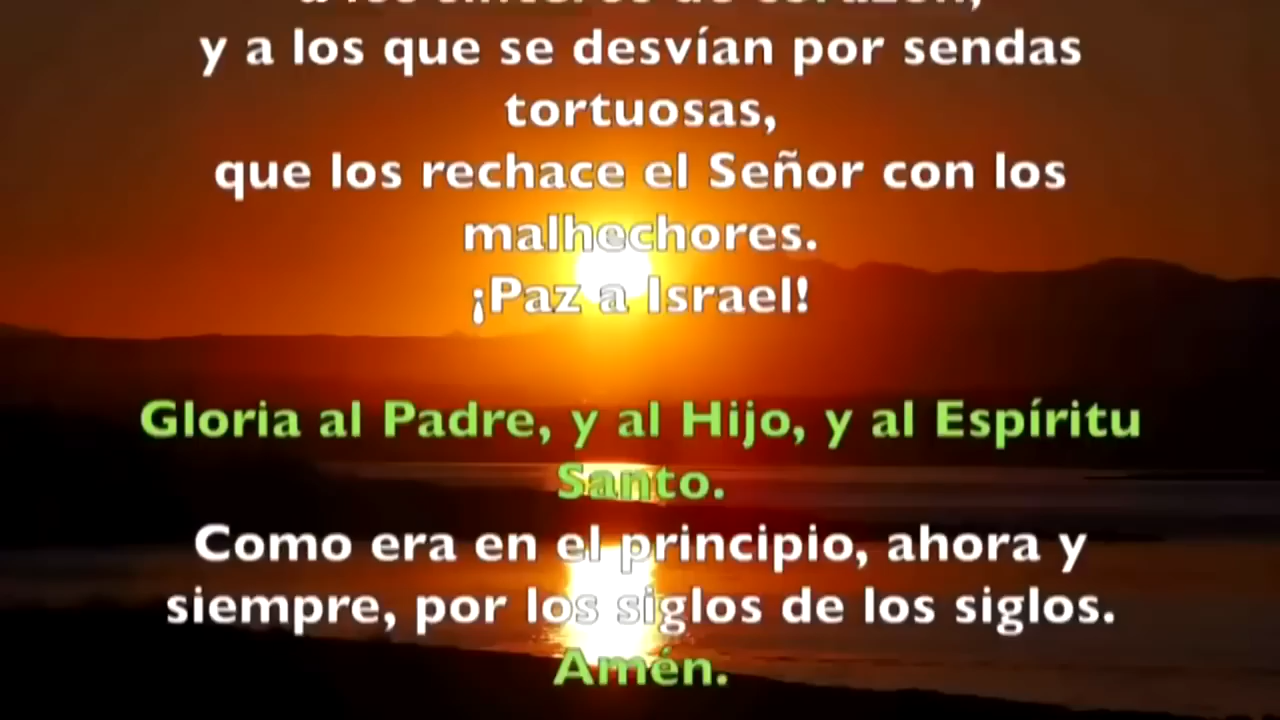 y a los que se desvían por sendas
tortuosas,
que los rechace el Señor con los
malhechores.
¡Paz a Israel!
Gloria al Padre, y al Hijo, y al Espíritu
Santo.
Como era en el principio, ahora y
siempre, por los siglos de los siglos.
Amén.